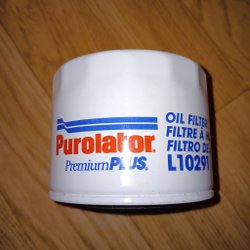 Purolator
PremiumPLUS
OIL FILTER
FILTRE À H
FILTRO DE
L10291